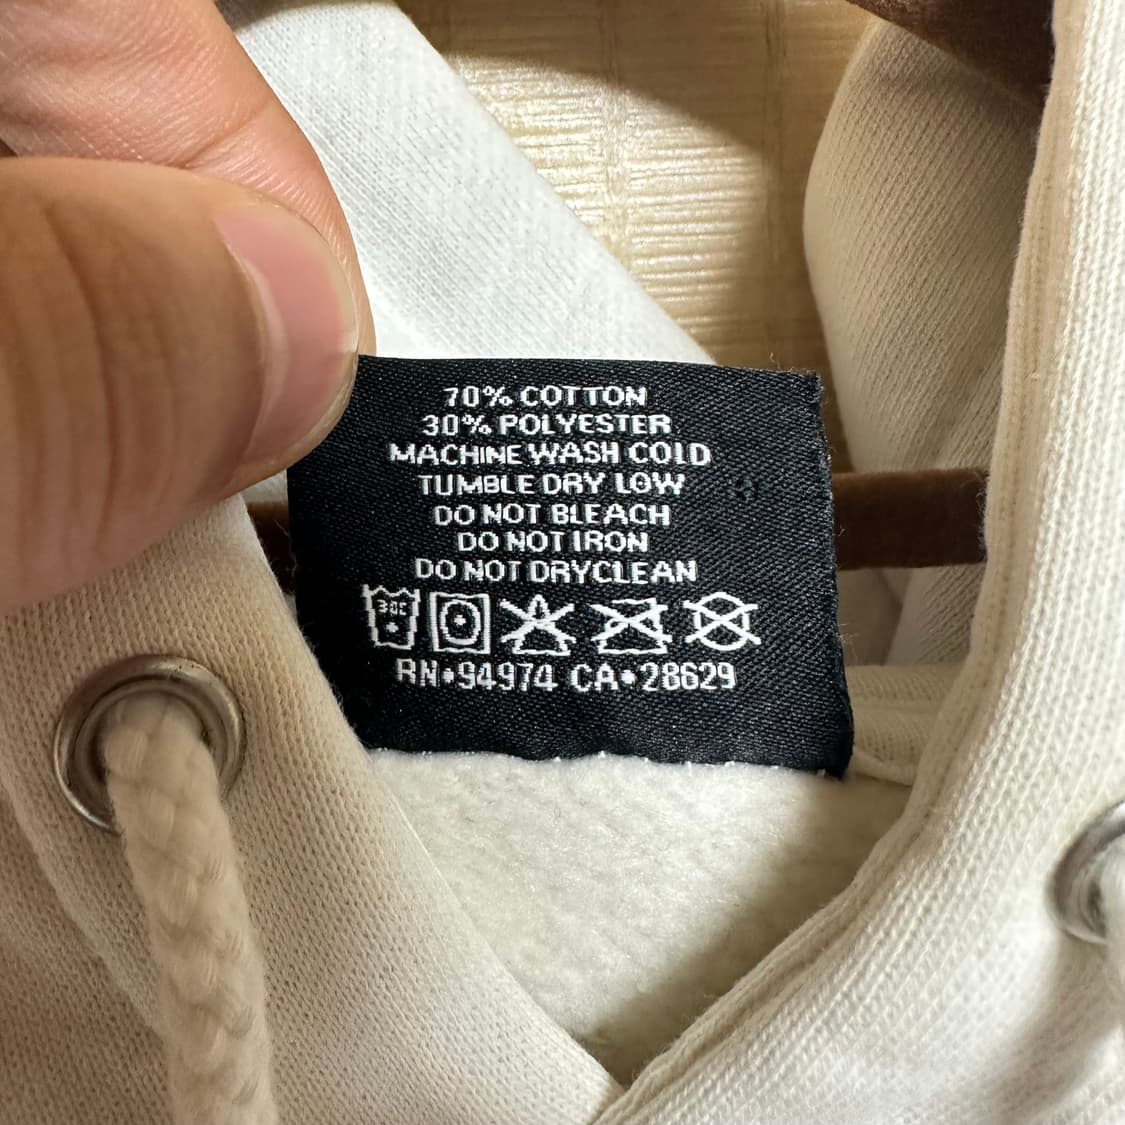 70% COTTON
30% POLYESTER
MACHINE WASH COLD
TUMBLE DRY LOW
DO NOT BLEACH
DO NOT IRON
DO NOT DRYCLEAN
RN•94974 CA•28629